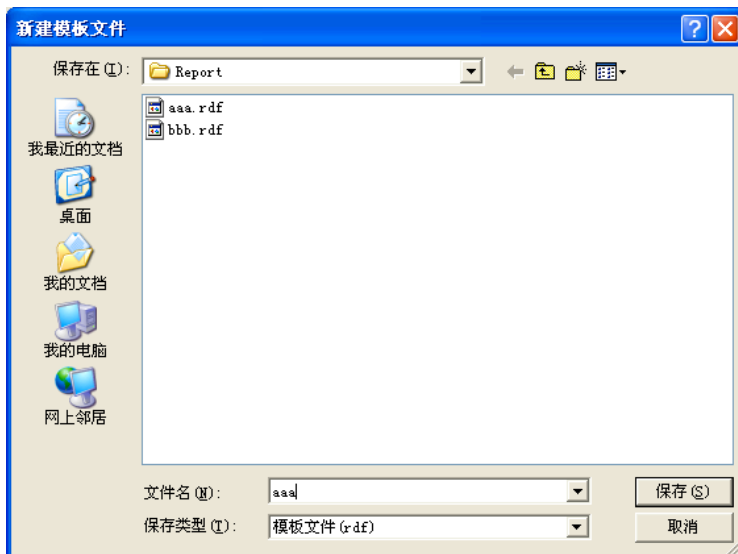 新建模板文件
保存在(I):
Report
aaa.rdf
bbb.rdf
我最近的文档
桌面
我的文档
我的电脑
网上邻居
文件名(N):
aaa
保存(S)
保存类型(T):
模板文件(rdf)
取消